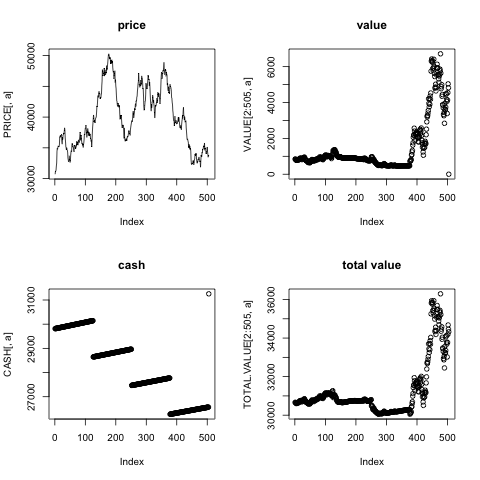 price
PRICE[, a]
30000 40000 50000
0 100 200 300 400 500
Index
value
VALUE[2:505, a]
0 2000 4000 6000
0 100 200 300 400 500
Index
cash
CASH[, a]
27000 29000 31000
0 100 200 300 400 500
Index
total value
TOTAL.VALUE[2:505, a]
30000 32000 34000 36000
0 100 200 300 400 500
Index